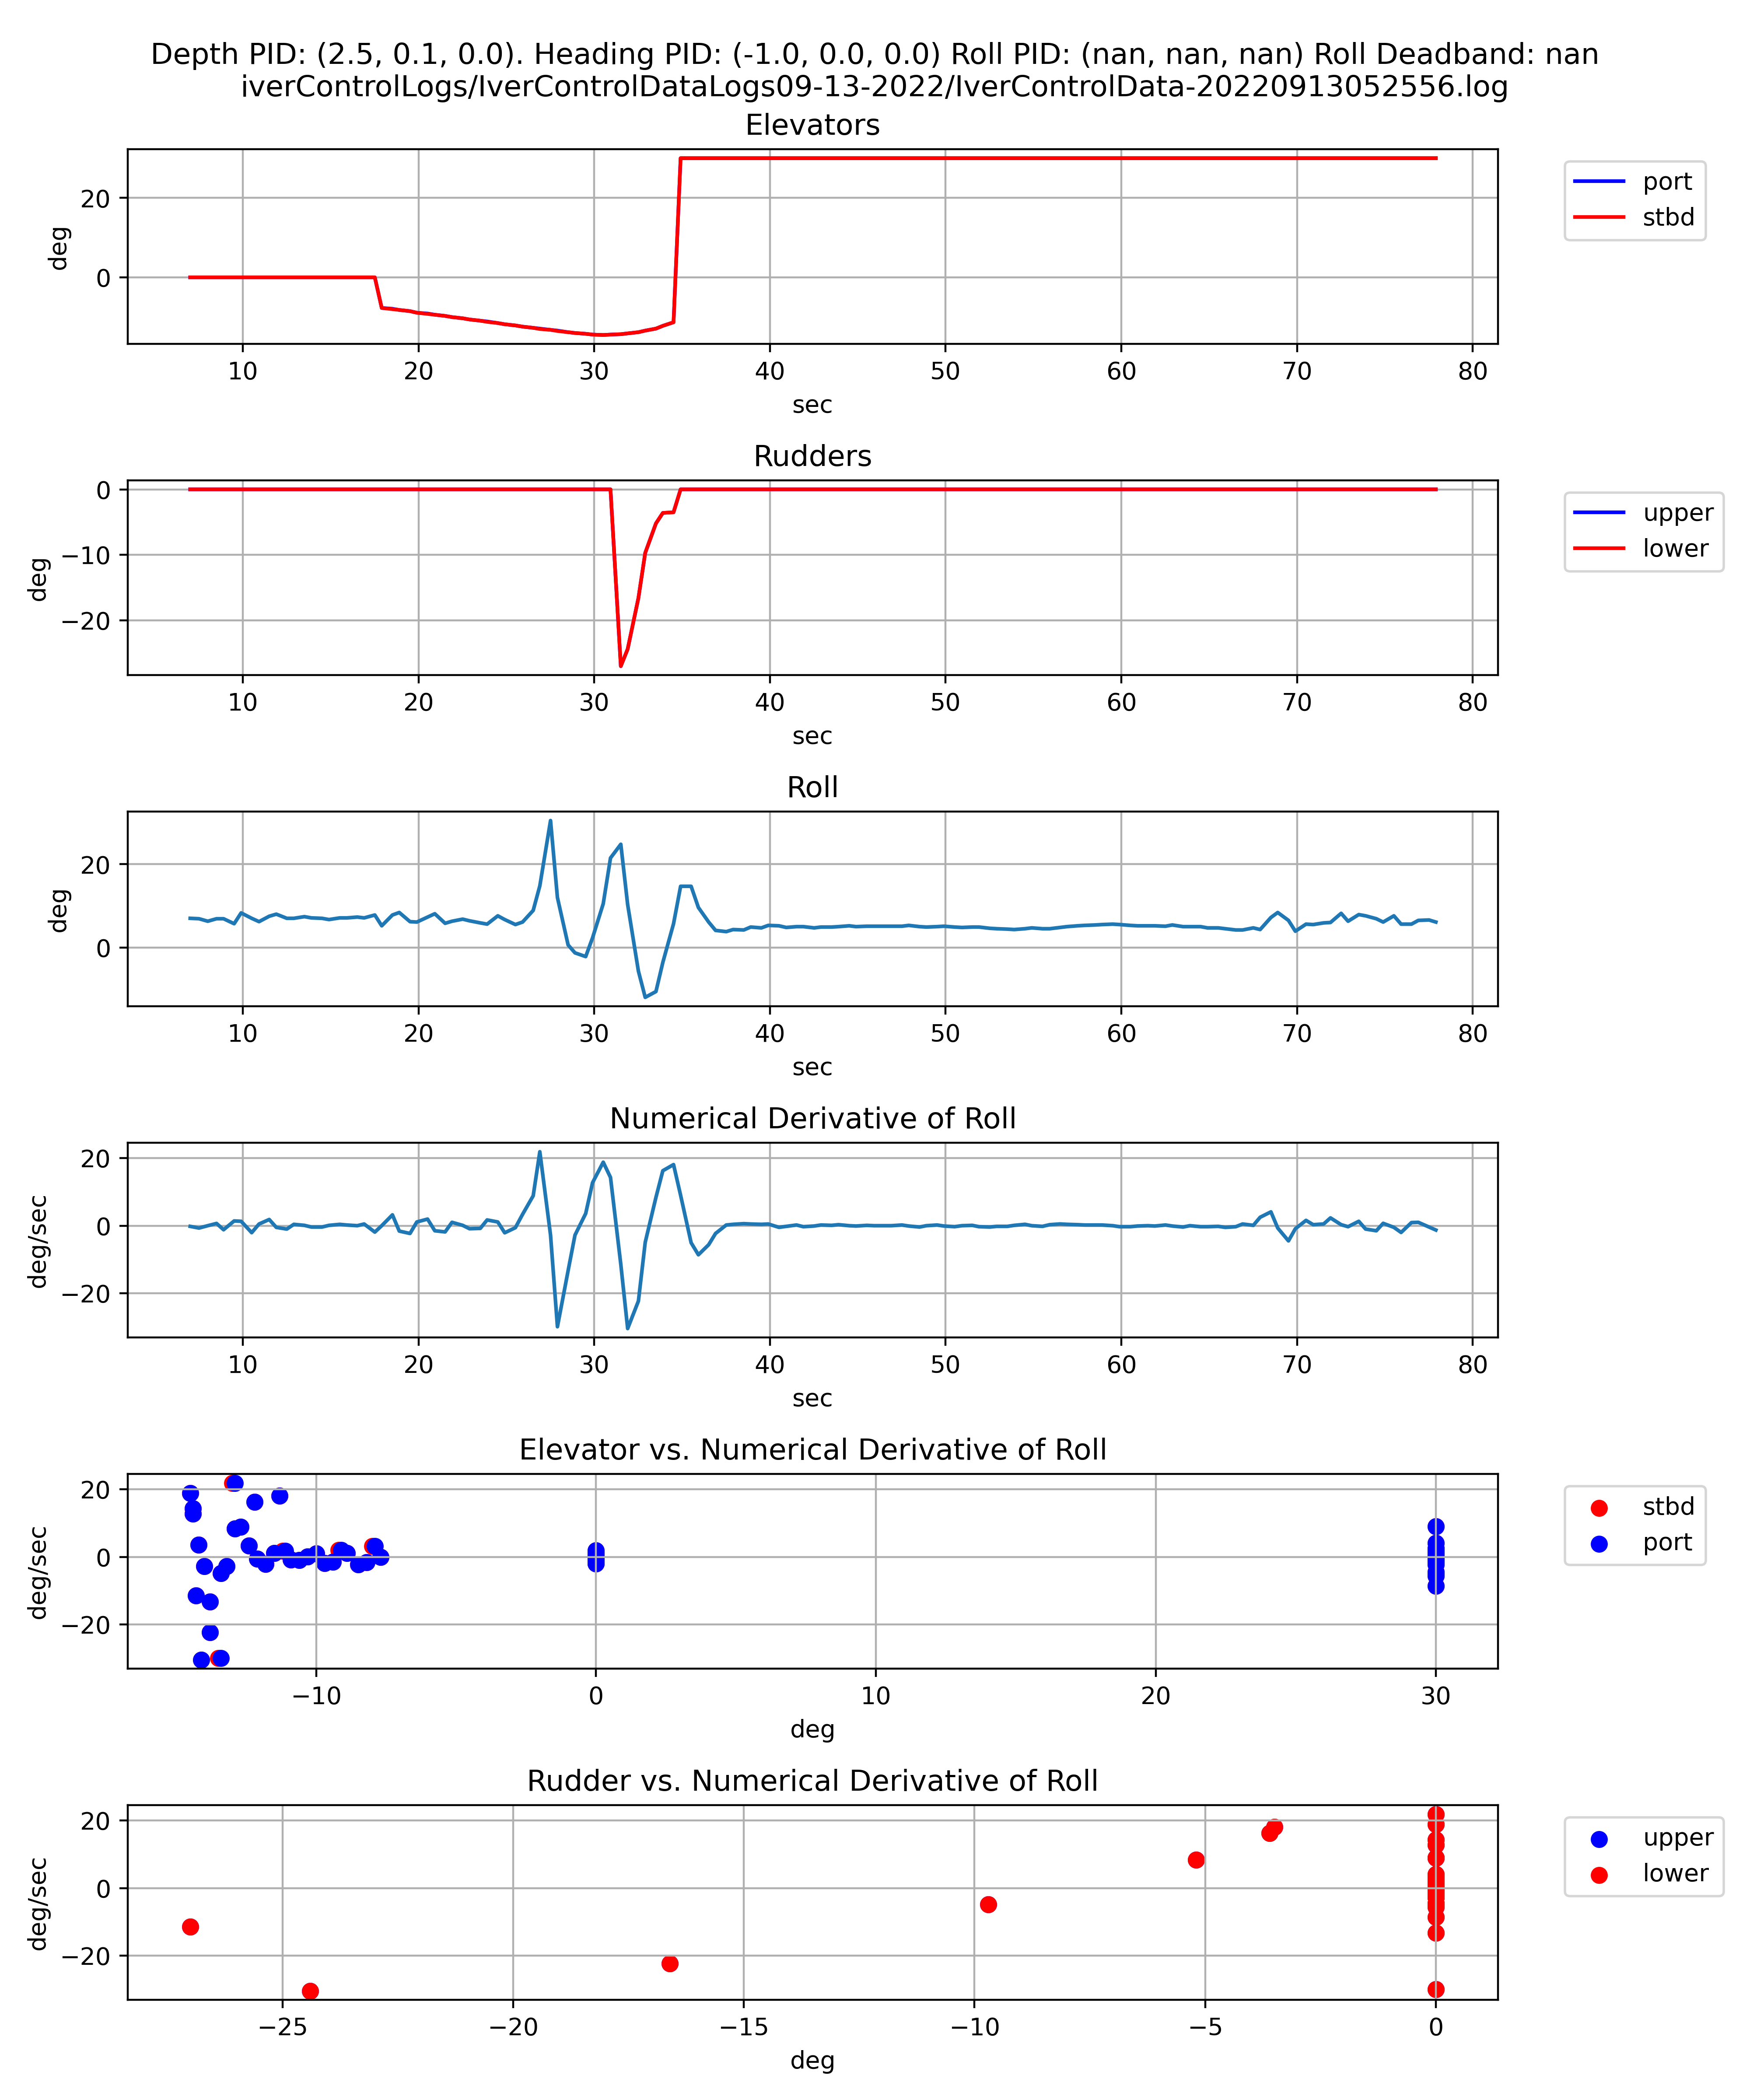 Depth PID: (2.5, 0.1, 0.0). Heading PID: (-1.0, 0.0, 0.0) Roll PID: (nan, nan, nan) Roll Deadband: nan
iverControlLogs/IverControlDataLogs09-13-2022/IverControlData-20220913052556.log
Elevators
20
0
deg
10 20 30 40 50 60 70 80
sec
port
stbd
Rudders
0
−10
−20
deg
10 20 30 40 50 60 70 80
sec
upper
lower
Roll
20
0
deg
10 20 30 40 50 60 70 80
sec
Numerical Derivative of Roll
20
0
−20
deg/sec
10 20 30 40 50 60 70 80
sec
Elevator vs. Numerical Derivative of Roll
20
0
−20
deg/sec
−10 0 10 20 30
deg
stbd
port
Rudder vs. Numerical Derivative of Roll
20
0
−20
deg/sec
−25 −20 −15 −10 −5 0
deg
upper
lower